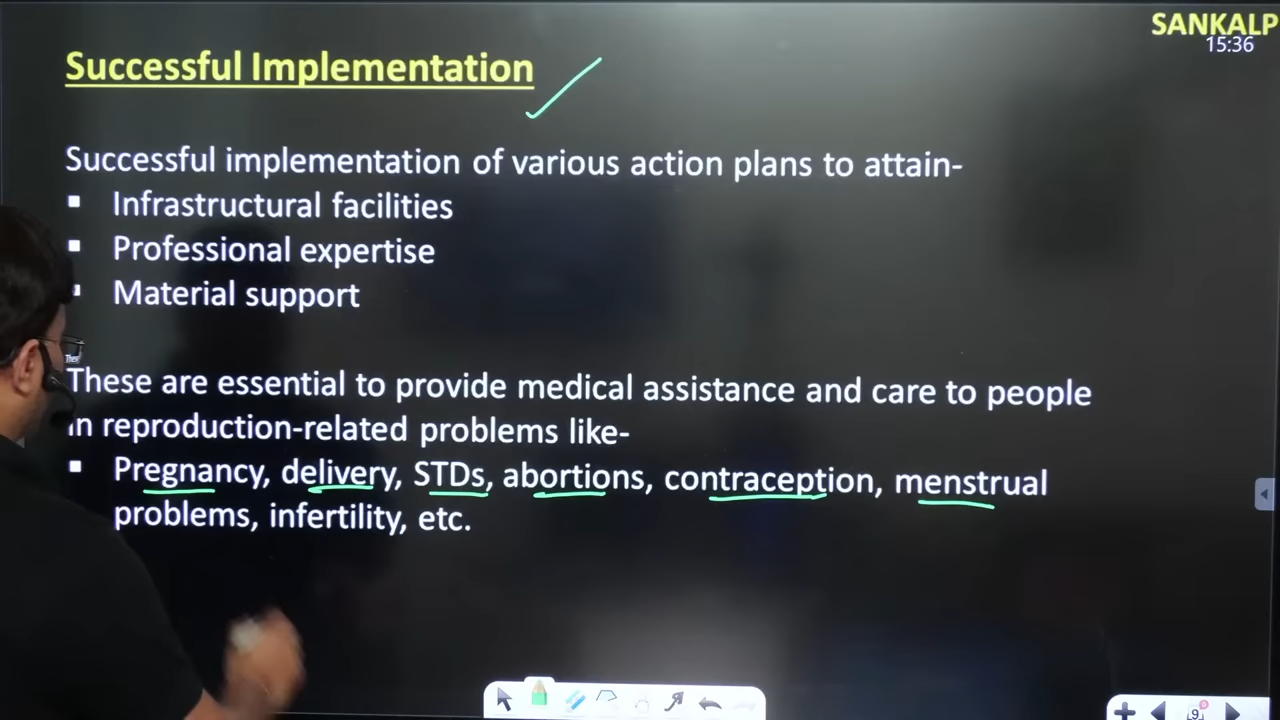 SANKALP
15:36
Successful Implementation
Successful implementation of various action plans to attain-
▪ Infrastructural facilities
▪ Professional expertise
▪ Material support
These are essential to provide medical assistance and care to people
in reproduction-related problems like-
▪ Pregnancy, delivery, STDs, abortions, contraception, menstrual
problems, infertility, etc.
9